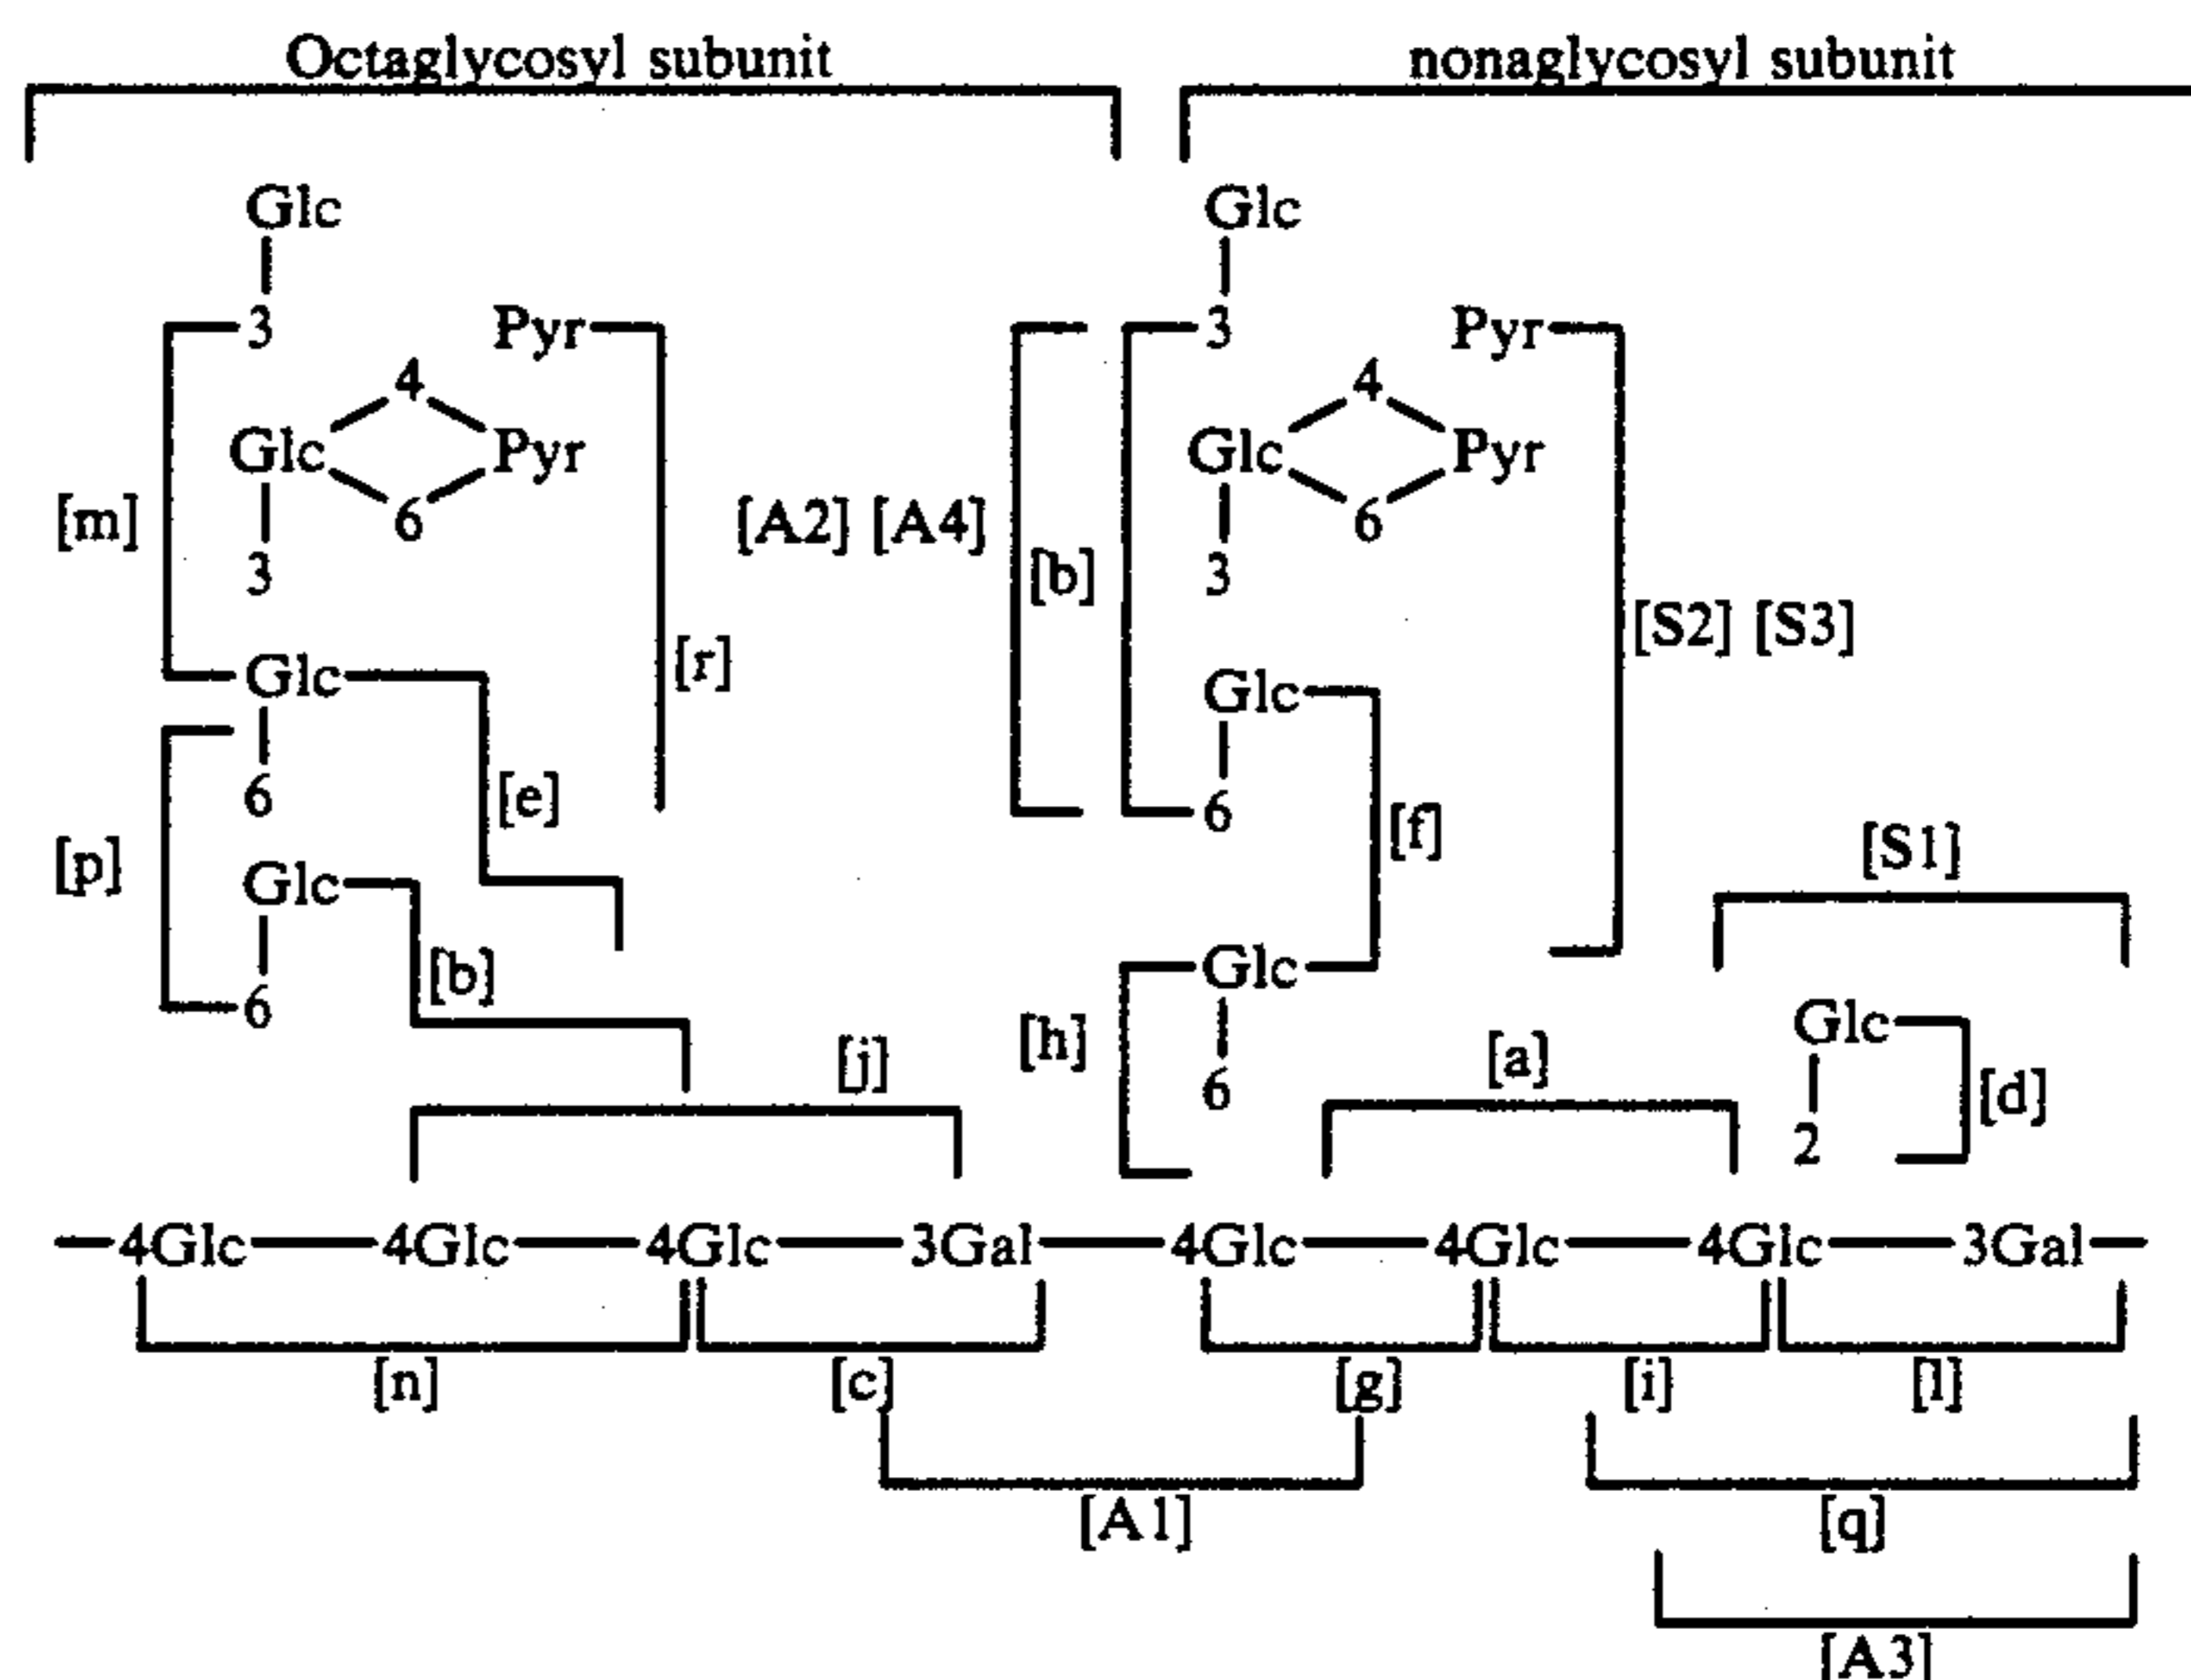 Octaglycosyl subunit nonaglycosyl subunit
Glc Glc
3 Pyr 3 Pyr
4 4
Glc Pyr Glc Pyr
[m] 6 [A2] [A4] 6
3 [b] 3
[S2] [S3]
Glc [r] Glc
6 [e] 6 [f]
[p] [S1]
Glc
[b] Glc
6 Glc
[j] [h] [a]
6 [d]
2
4Glc 4Glc 4Glc 3Gal 4Glc 4Glc 4Glc 3Gal
[n] [c] [g] [i] [l]
[A1] [q]
[A3]